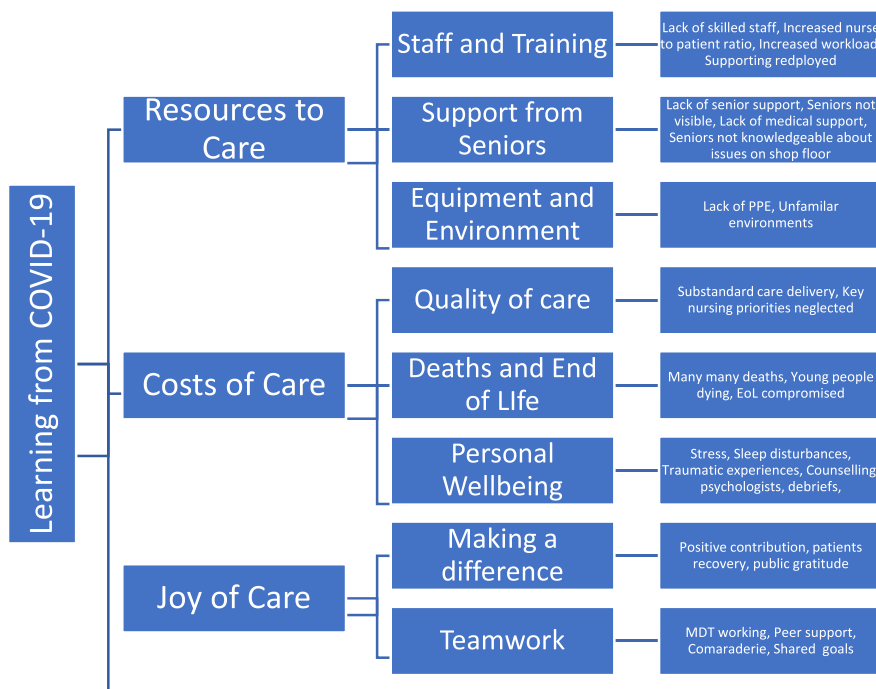 Learning from COVID-19
Resources to
Care
Staff and Training
Lack of skilled staff, Increased nurse
to patient ratio, Increased workload,
Supporting redployed
Support from
Seniors
Lack of senior support, Seniors not
visible, Lack of medical support,
Seniors not knowledgeable about
issues on shop floor
Equipment and
Environment
Lack of PPE, Unfamilar
environments
Costs of Care
Quality of care
Substandard care delivery, Key
nursing priorities neglected
Deaths and End
of LIfe
Many many deaths, Young people
dying, EoL compromised
Personal
Wellbeing
Stress, Sleep disturbances,
Traumatic experiences, Counselling,
psychologists, debriefs,
Joy of Care
Making a
difference
Positive contribution, patients
recovery, public gratitude
Teamwork
MDT working, Peer support,
Comaraderie, Shared goals